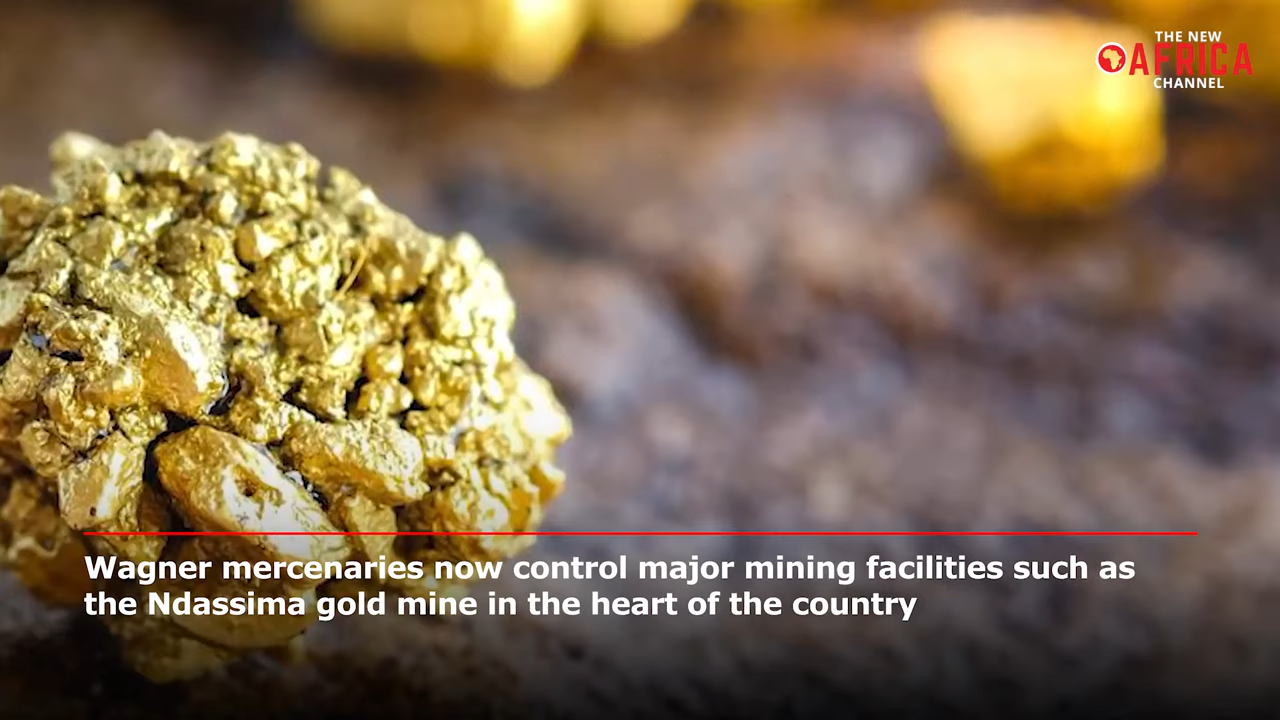 THE NEW
AFRICA
CHANNEL
Wagner mercenaries now control major mining facilities such as
the Ndassima gold mine in the heart of the country